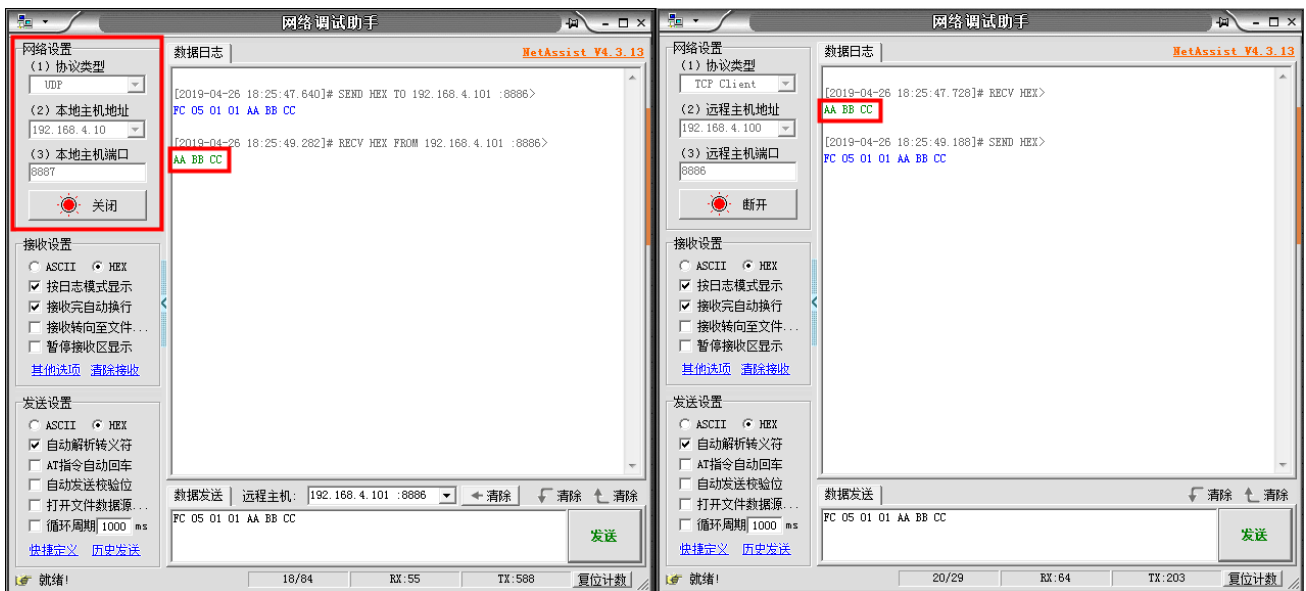 网络调试助手
网络设置
(1) 协议类型
UDP
(2) 本地主机地址
192.168.4.10
(3) 本地主机端口
8887
关闭
接收设置
ASCII HEX
按日志模式显示
接收完自动换行
接收转向至文件...
暂停接收区显示
其他选项 清除接收
发送设置
ASCII HEX
自动解析转义符
AT指令自动回车
自动发送校验位
打开文件数据源...
循环周期 1000 ms
快捷定义 历史发送
数据日志
NetAssist V4.3.13
[2019-04-26 18:25:47.640]# SEND HEX TO 192.168.4.101 :8886>
FC 05 01 01 AA BB CC
[2019-04-26 18:25:49.282]# RECV HEX FROM 192.168.4.101 :8886>
AA BB CC
数据发送 远程主机: 192.168.4.101 :8886 清除 清除 清除
FC 05 01 01 AA BB CC
发送
就绪! 18/84 RX:55 TX:588 复位计数
网络调试助手
网络设置
(1) 协议类型
TCP Client
(2) 远程主机地址
192.168.4.100
(3) 远程主机端口
8886
断开
接收设置
ASCII HEX
按日志模式显示
接收完自动换行
接收转向至文件...
暂停接收区显示
其他选项 清除接收
发送设置
ASCII HEX
自动解析转义符
AT指令自动回车
自动发送校验位
打开文件数据源...
循环周期 1000 ms
快捷定义 历史发送
数据日志
NetAssist V4.3.13
[2019-04-26 18:25:47.728]# RECV HEX>
AA BB CC
[2019-04-26 18:25:49.188]# SEND HEX>
FC 05 01 01 AA BB CC
数据发送 清除 清除
FC 05 01 01 AA BB CC
发送
就绪! 20/29 RX:64 TX:203 复位计数